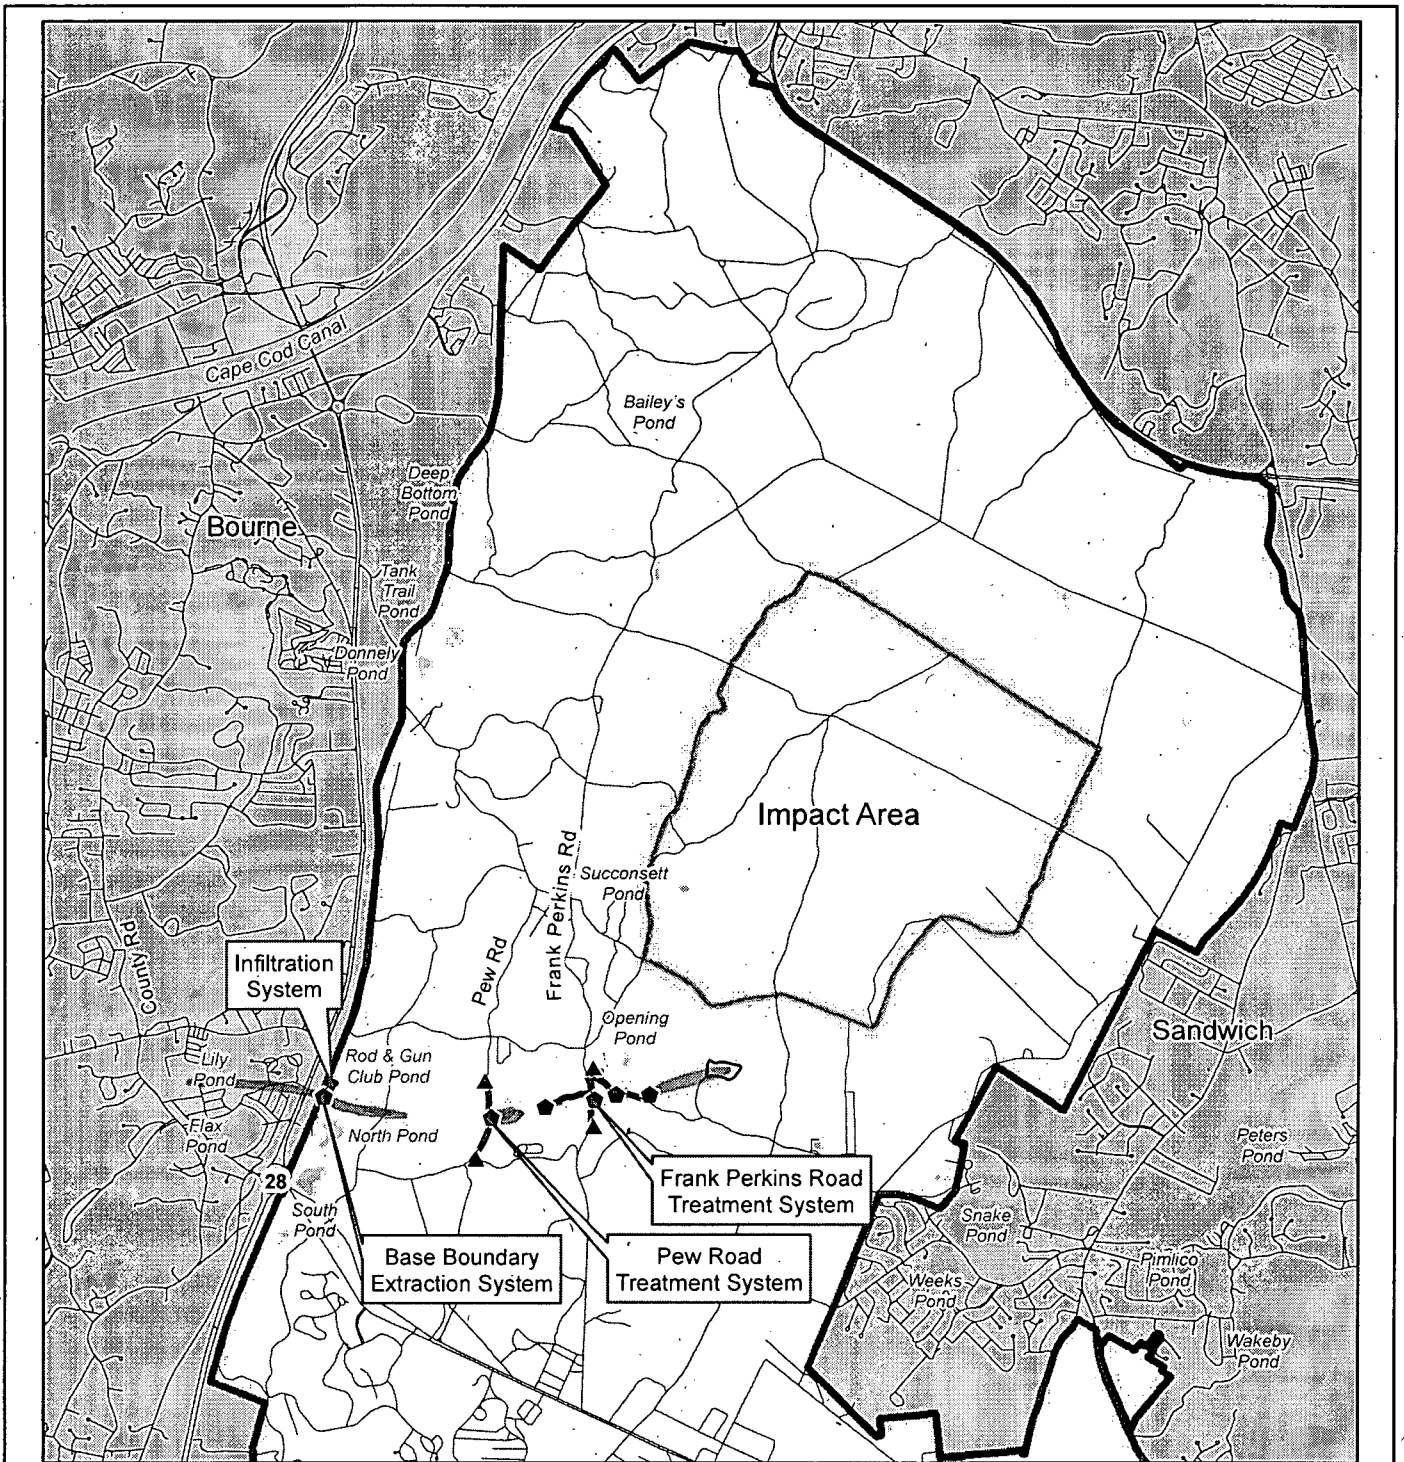 Cape Cod Canal
Bailey's
Pond
Deep
Bottom
Pond
Bourne
Tank
Trail
Pond
Donnely
Pond
Impact Area
Frank Perkins Rd
Succonsett
Pond
Pew Rd
County Rd
Infiltration
System
Opening
Pond
Sandwich
Lily
Pond
Rod & Gun
Club Pond
Flax
Pond
North Pond
Peters
Pond
28
Frank Perkins Road
Treatment System
South
Pond
Snake
Pond
Base Boundary
Extraction System
Pew Road
Treatment System
Pimlico
Pond
Weeks
Pond
Wakeby
Pond